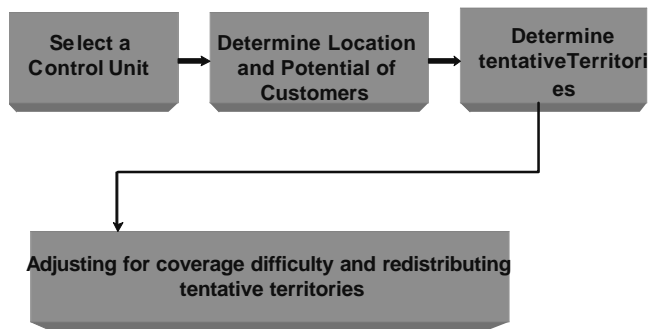 Select a
Control Unit
Determine Location
and Potential of
Customers
Determine
tentativeTerritori
es
Adjusting for coverage difficulty and redistributing
tentative territories